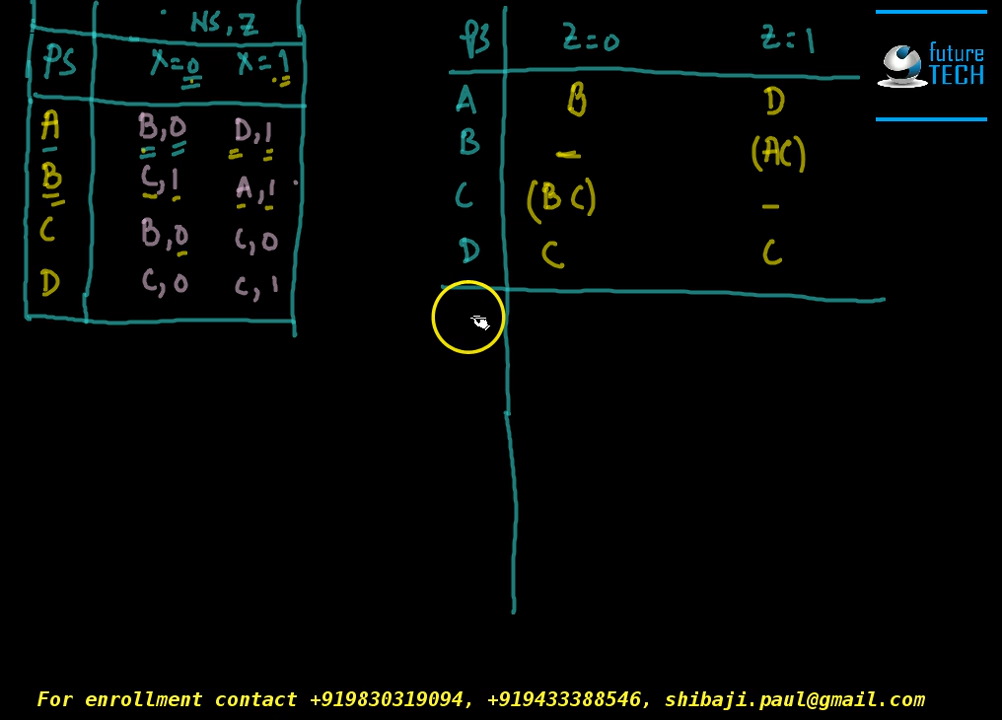 NS, Z
PS X=0 X=1
A B,0 D,1
B C,1 A,1
C B,0 C,0
D C,0 C,1
PS Z=0 Z=1
A B D
B – (AC)
C (BC) –
D C C
future
TECH
For enrollment contact +919830319094, +919433388546, shibaji.paul@gmail.com